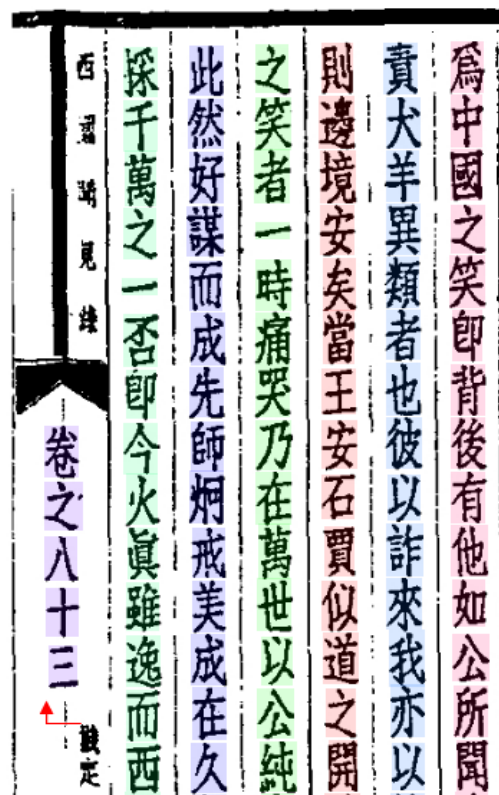 爲中國之笑即背後有他如公所聞
責犬羊異類者也彼以詐來我亦以
則邊境安矣當王安石賈似道之開
之笑者一時痛哭乃在萬世以公純
此然好謀而成先師炯戒美成在久
採千萬之一否即今火眞雖逸而西
西園聞見錄
定
卷之八十三